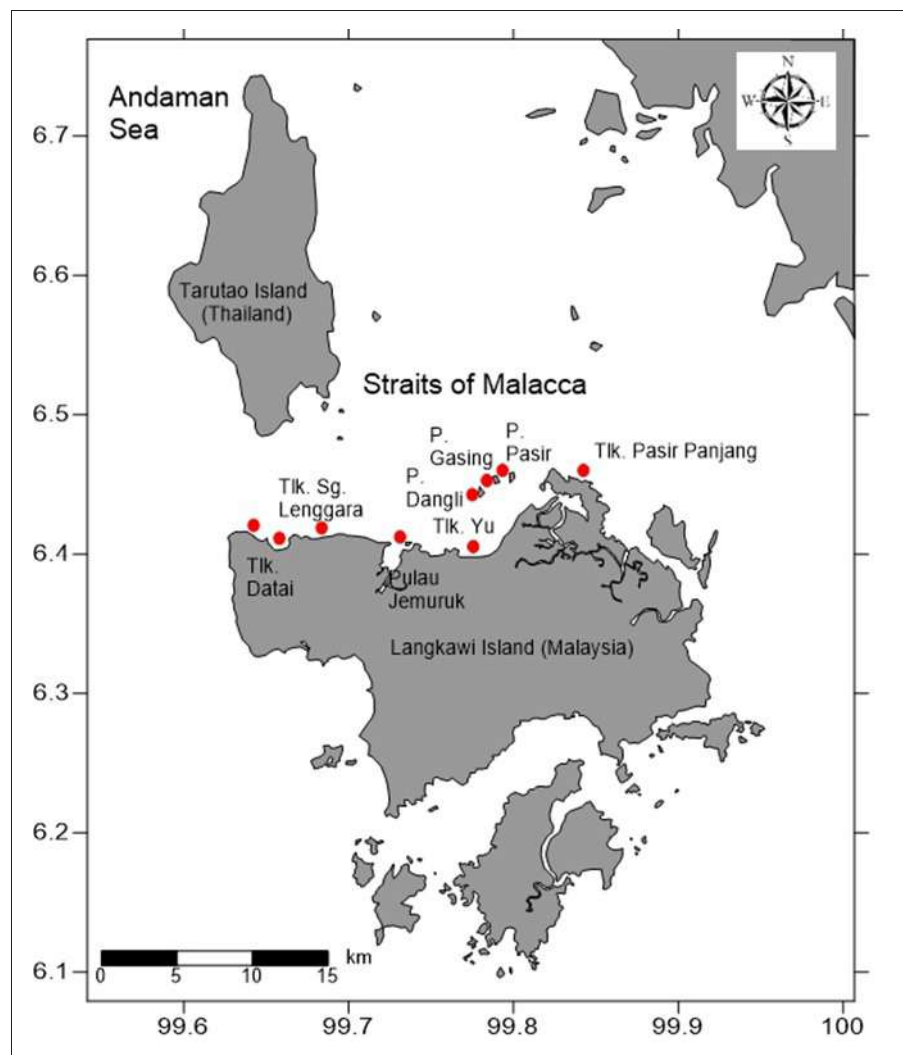 Andaman
Sea
N
W
E
S
6.7
6.6
Tarutao Island
(Thailand)
6.5
Straits of Malacca
P.
Gasing
P.
Pasir
Tlk. Pasir Panjang
P.
Dangli
Tlk. Sg.
Lenggara
Tlk. Yu
6.4
Tlk.
Datai
Pulau
Jemuruk
Langkawi Island (Malaysia)
6.3
6.2
6.1
km
0 5 10 15
99.6 99.7 99.8 99.9 100